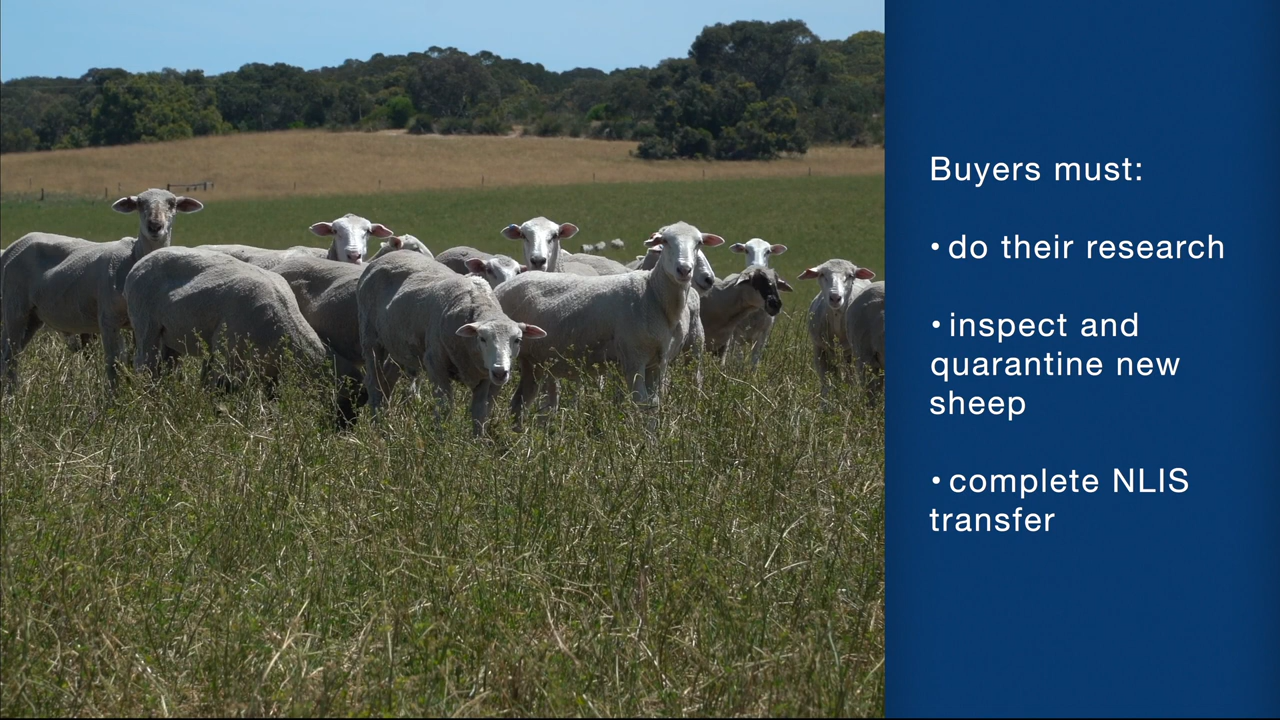 Buyers must:
• do their research
• inspect and
quarantine new
sheep
• complete NLIS
transfer